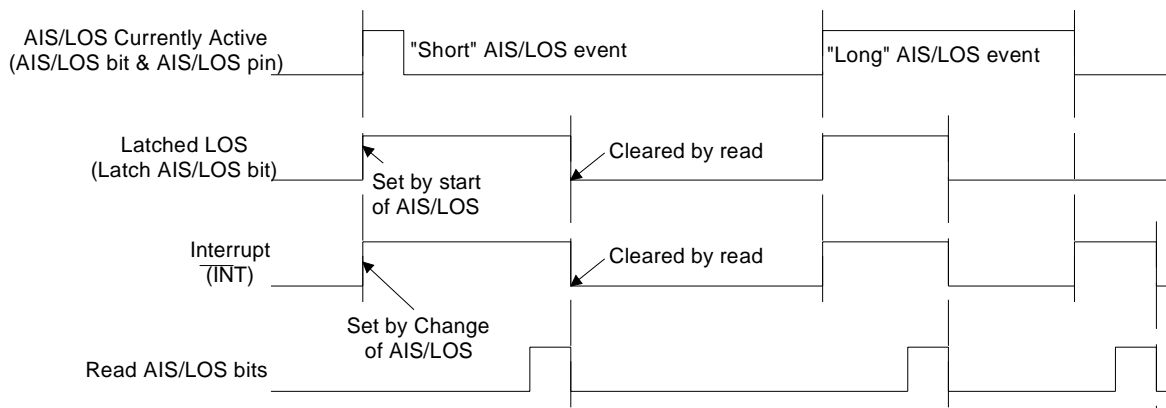 AIS/LOS Currently Active
(AIS/LOS bit & AIS/LOS pin)
"Short" AIS/LOS event
"Long" AIS/LOS event
Latched LOS
(Latch AIS/LOS bit)
Set by start
of AIS/LOS
Cleared by read
Interrupt
(INT)
Cleared by read
Set by Change
of AIS/LOS
Read AIS/LOS bits